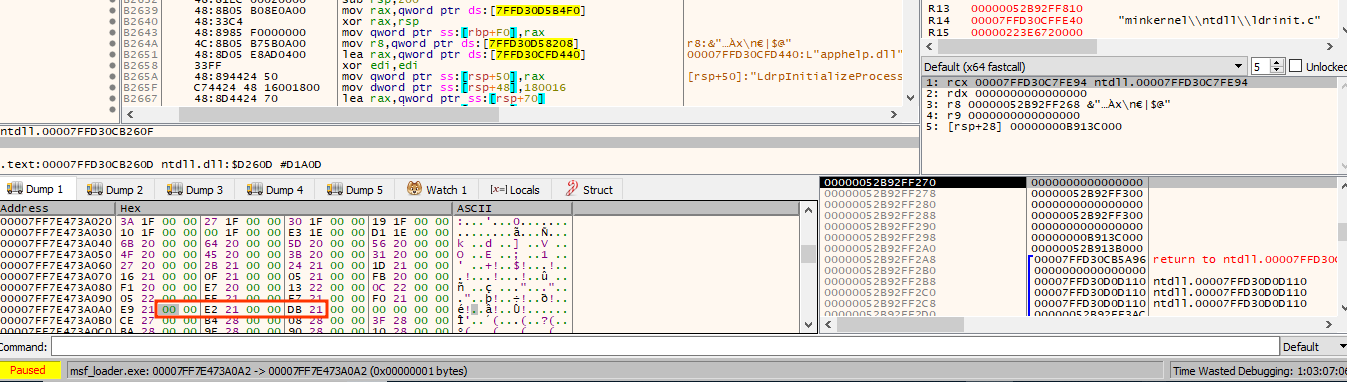 B2639 48:8B05 B08E0A00 mov rax,qword ptr ds:[7FFD30D5B4F0]
B2640 48:33C4 xor rax,rsp
B2643 48:8985 F0000000 mov qword ptr ss:[rbp+F0],rax
B264A 4C:8B05 B75B0A00 mov r8,qword ptr ds:[7FFD30D58208] r8:&"…Àx\n€|$@"
B2651 48:8D05 E8AD0400 lea rax,qword ptr ds:[7FFD30CFD440] 00007FFD30CFD440:L"apphelp.dll"
B2658 33FF xor edi,edi
B265A 48:894424 50 mov qword ptr ss:[rsp+50],rax [rsp+50]:"LdrpInitializeProcess
B265F C74424 48 16001800 mov dword ptr ss:[rsp+48],180016
B2667 48:8D4424 70 lea rax,qword ptr ss:[rsp+70]
ntdll.00007FFD30CB260F
.text:00007FFD30CB260D ntdll.dll:$D260D #D1A0D
R13 00000052B92FF810
R14 00007FFD30CFFE40 "minkernel\\ntdll\\ldrinit.c"
R15 00000223E6720000
Default (x64 fastcall) 5 Unlocked
1: rcx 00007FFD30C7FE94 ntdll.00007FFD30C7FE94
2: rdx 0000000000000000
3: r8 00000052B92FF268 &"…Àx\n€|$@"
4: r9 0000000000000000
5: [rsp+28] 00000000B913C000
Dump 1 Dump 2 Dump 3 Dump 4 Dump 5 Watch 1 [x=] Locals Struct
Address Hex ASCII
00007FF7E473A020 3A 1F 00 00 27 1F 00 00 30 1F 00 00 19 1F 00 00 :...'...0.......
00007FF7E473A030 10 1F 00 00 00 1F 00 00 E3 1E 00 00 D1 1E 00 00 ........ã...Ñ...
00007FF7E473A040 6B 20 00 00 64 20 00 00 5D 20 00 00 56 20 00 00 k ..d ..] ..V ..
00007FF7E473A050 4F 20 00 00 45 20 00 00 3B 20 00 00 31 20 00 00 O ..E ..; ..1 ..
00007FF7E473A060 27 20 00 00 2B 21 00 00 24 21 00 00 1D 21 00 00 ' ..+!..$!...!..
00007FF7E473A070 16 21 00 00 0F 21 00 00 05 21 00 00 FB 20 00 00 .!...!...!..û ..
00007FF7E473A080 F1 20 00 00 E7 20 00 00 13 22 00 00 0C 22 00 00 ñ ..ç ..."..."..
00007FF7E473A090 05 22 00 00 FE 21 00 00 F7 21 00 00 F0 21 00 00 ."..þ!..÷!..ð!..
00007FF7E473A0A0 E9 21 00 00 E2 21 00 00 DB 21 00 00 00 00 00 00 é!..â!..Û!......
00007FF7E473A0B0 CE 27 00 00 B4 28 00 00 08 28 00 00 3F 28 00 00 Î'..´(...(..?(..
00000052B92FF270 0000000000000000
00000052B92FF278 0000000000000000
00000052B92FF280 00000052B92FF300
00000052B92FF288 00000052B92FF300
00000052B92FF290 0000000000000000
00000052B92FF298 00000000B913C000
00000052B92FF2A0 00000052B913B000
00000052B92FF2A8 00007FFD30CB5A96 return to ntdll.00007FFD30
00000052B92FF2B0 0000000000000000
00000052B92FF2B8 00007FFD30D0D110 ntdll.00007FFD30D0D110
00000052B92FF2C0 00007FFD30D0D110 ntdll.00007FFD30D0D110
00000052B92FF2C8 00007FFD30D0D110 ntdll.00007FFD30D0D110
00000052B92FF2D0 00000052B92FF3AC
Command: Default
Paused msf_loader.exe: 00007FF7E473A0A2 -> 00007FF7E473A0A2 (0x00000001 bytes) Time Wasted Debugging: 1:03:07:06